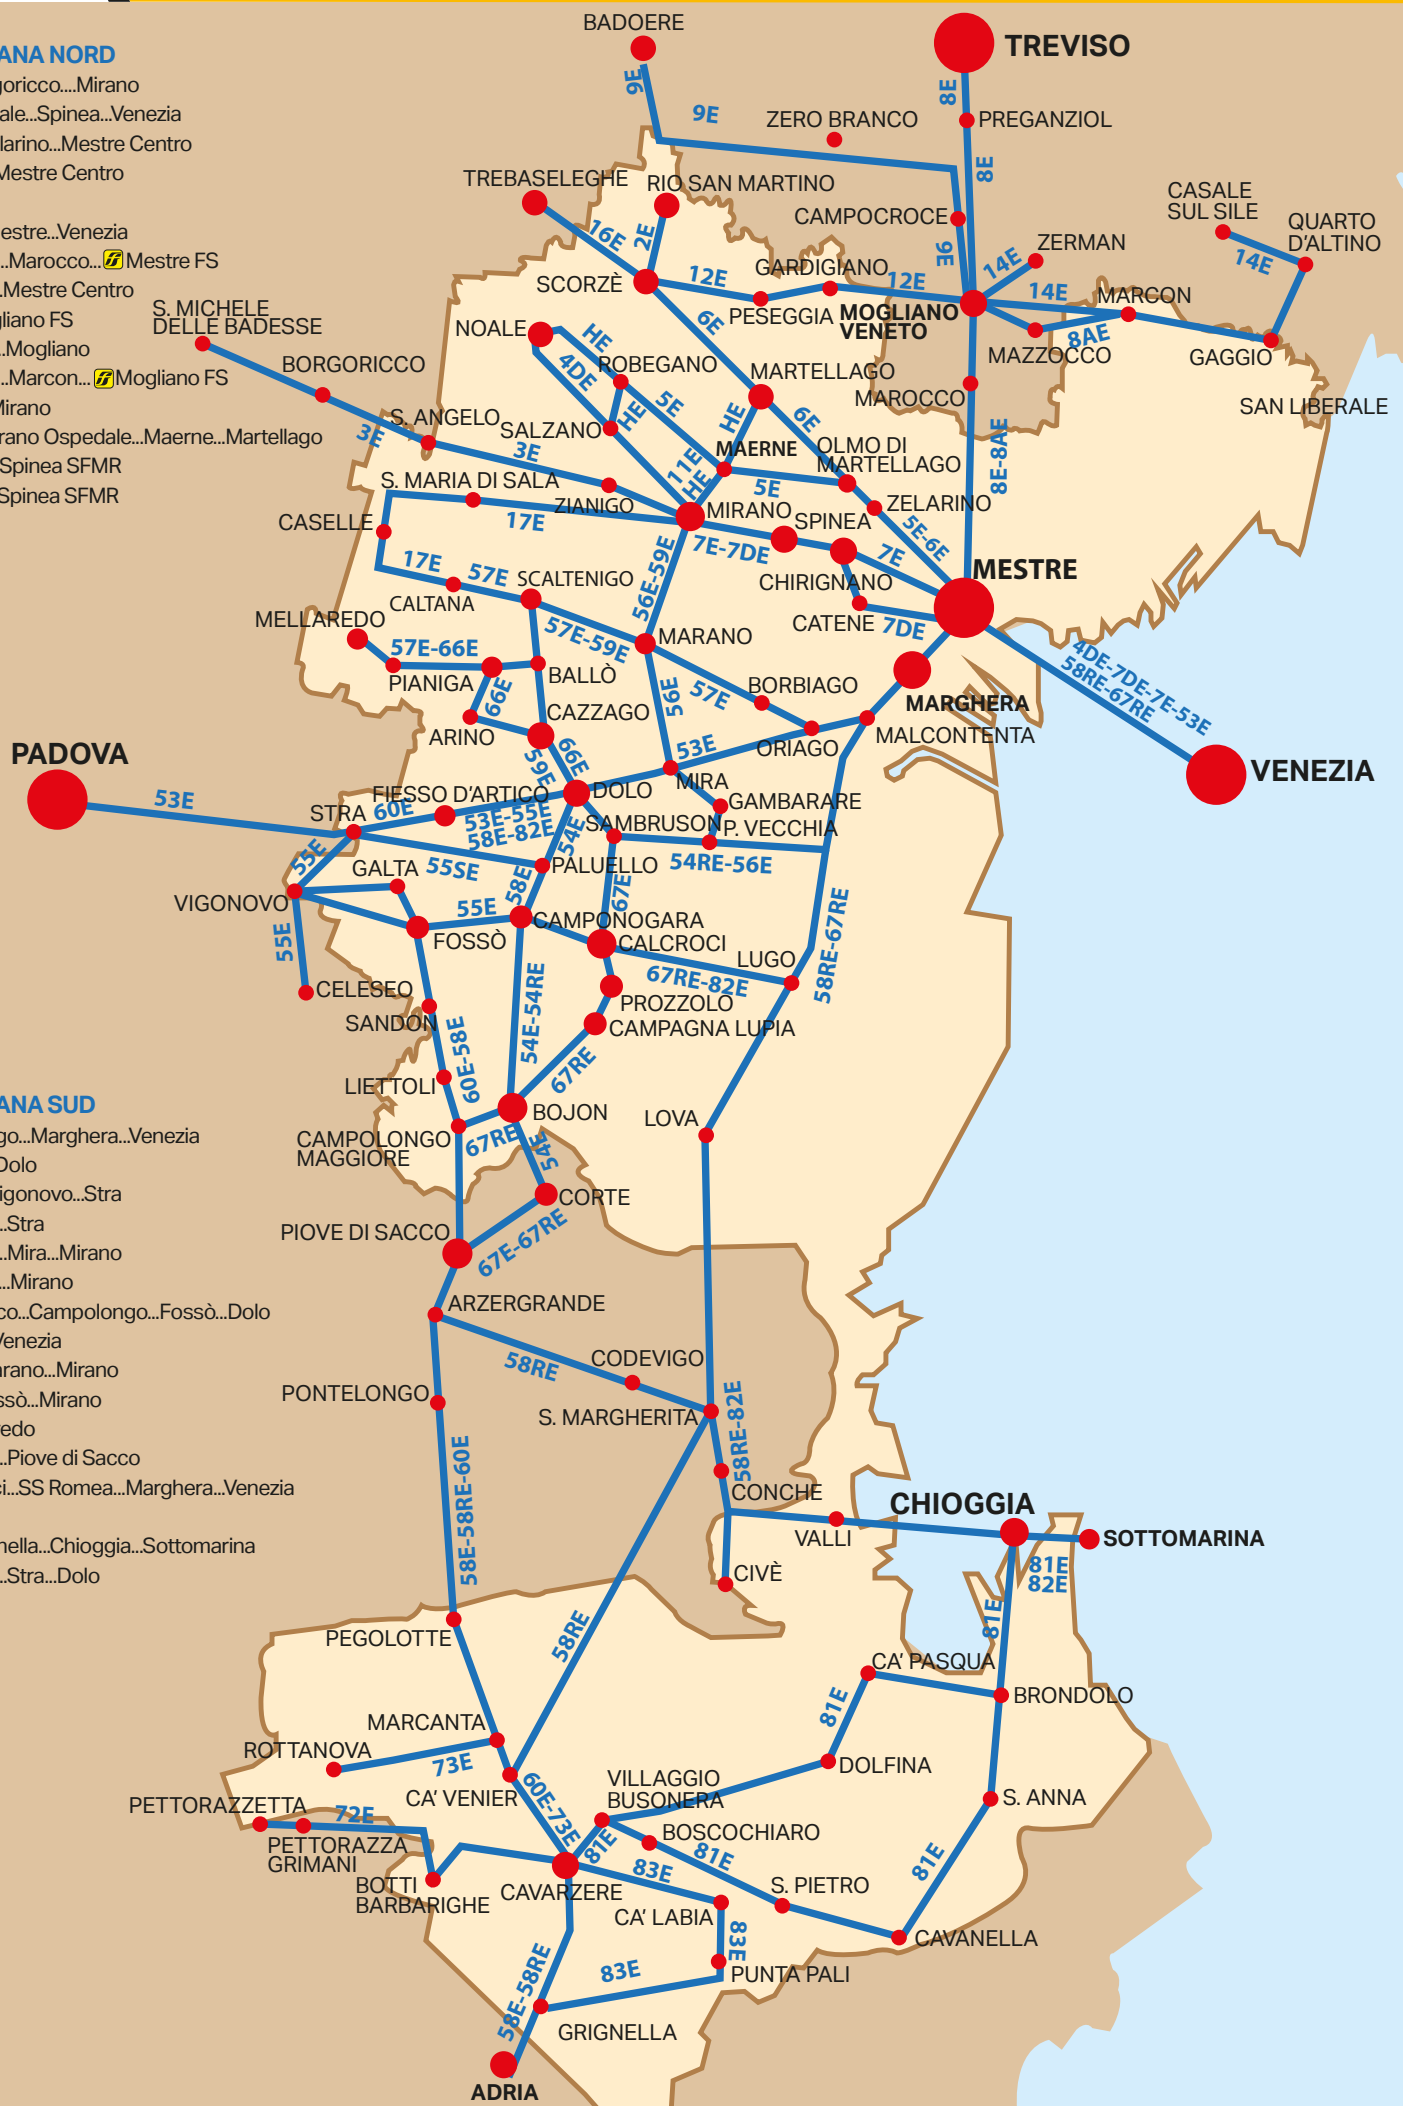 ANA NORD
goricco....Mirano
ale...Spinea...Venezia
larino...Mestre Centro
Mestre Centro
estre...Venezia
...Marocco... Mestre FS
.Mestre Centro
gliano FS
...Mogliano
...Marcon... Mogliano FS
Mirano
rano Ospedale...Maerne...Martellago
Spinea SFMR
Spinea SFMR
ANA SUD
go...Marghera...Venezia
Dolo
igonovo...Stra
...Stra
...Mira...Mirano
...Mirano
co...Campolongo...Fossò...Dolo
Venezia
arano...Mirano
ssò...Mirano
redo
...Piove di Sacco
ci...SS Romea...Marghera...Venezia
nella...Chioggia...Sottomarina
...Stra...Dolo
BADOERE
TREVISO
9E
8E
9E
ZERO BRANCO
PREGANZIOL
8E
TREBASELEGHE
RIO SAN MARTINO
CAMPOCROCE
CASALE
SUL SILE
QUARTO
D'ALTINO
16E
2E
9E
ZERMAN
14E
14E
SCORZÈ
12E
GARDIGIANO
12E
14E
MARCON
PESEGGIA
MOGLIANO
VENETO
8AE
MAZZOCCO
GAGGIO
S. MICHELE
DELLE BADESSE
NOALE
HE
6E
BORGORICCO
4DE
ROBEGANO
MARTELLAGO
MAROCCO
SAN LIBERALE
3E
S. ANGELO
SALZANO
HE
5E
HE
6E
3E
MAERNE
OLMO DI
MARTELLAGO
8E-8AE
S. MARIA DI SALA
ZIANIGO
11E
HE
5E
ZELARINO
CASELLE
17E
MIRANO
SPINEA
5E-6E
7E-7DE
7E
17E
57E
SCALTENIGO
56E-59E
CHIRIGNANO
MESTRE
CALTANA
MELLAREDO
57E-59E
MARANO
CATENE
7DE
57E-66E
PIANIGA
BALLÒ
66E
56E
57E
BORBIAGO
MARGHERA
4DE-7DE-7E-53E
58RE-67RE
CAZZAGO
ARINO
66E
59E
53E
ORIAGO
MALCONTENTA
PADOVA
VENEZIA
53E
STRA
60E
FIESSO D'ARTICO
DOLO
MIRA
53E-55E
58E-82E
54E
GAMBARARE
SAMBRUSON
P. VECCHIA
55E
GALTA
55SE
PALUELLO
54RE-56E
VIGONOVO
58E
67E
55E
FOSSÒ
CAMPONOGARA
CALCROCI
LUGO
58RE-67RE
55E
67RE-82E
CELESEO
SANDON
54E-54RE
PROZZOLO
CAMPAGNA LUPIA
60E-58E
67RE
LIETTOLI
BOJON
LOVA
CAMPOLONGO
MAGGIORE
67RE
54E
CORTE
PIOVE DI SACCO
67E-67RE
ARZERGRANDE
58RE
CODEVIGO
PONTELONGO
S. MARGHERITA
58RE-82E
58E-58RE-60E
CONCHE
CHIOGGIA
VALLI
SOTTOMARINA
CIVÈ
81E
82E
81E
PEGOLOTTE
58RE
CA' PASQUA
BRONDOLO
MARCANTA
81E
ROTTANOVA
73E
DOLFINA
CA' VENIER
60E-73E
VILLAGGIO
BUSONERA
S. ANNA
PETTORAZZETTA
72E
PETTORAZZA
GRIMANI
81E
BOSCOCHIARO
81E
81E
BOTTI
BARBARIGHE
CAVARZERE
83E
S. PIETRO
CA' LABIA
CAVANELLA
83E
58E-58RE
83E
PUNTA PALI
GRIGNELLA
ADRIA